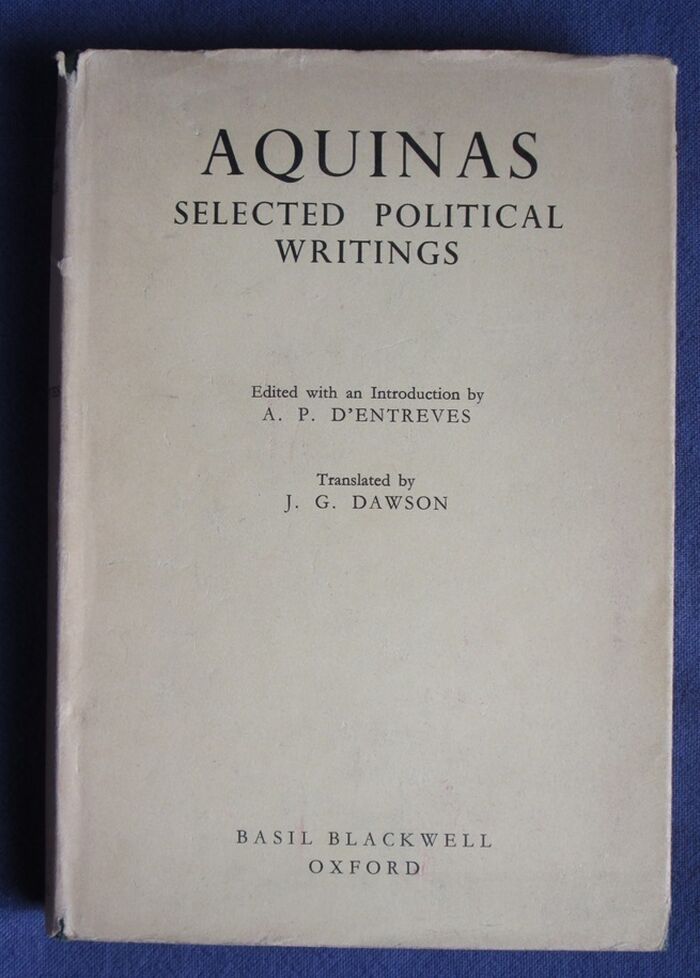 AQUINAS
SELECTED POLITICAL
WRITINGS
Edited with an Introduction by
A. P. D'ENTREVES
Translated by
J. G. DAWSON
BASIL BLACKWELL
OXFORD